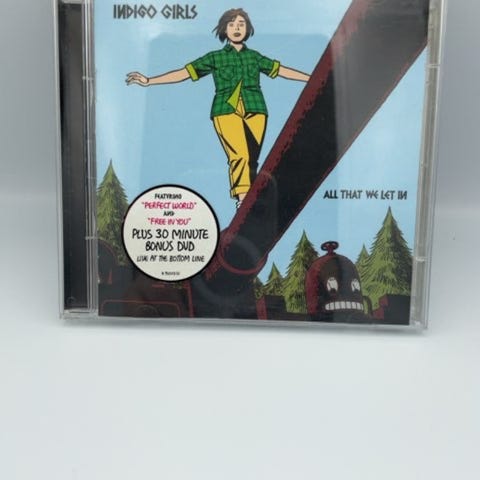 INDIGO GIRLS
ALL THAT WE LET IN
FEATURING
"PERFECT WORLD"
AND
"FREE IN YOU"
PLUS 30 MINUTE
BONUS DVD
LIVE AT THE BOTTOM LINE